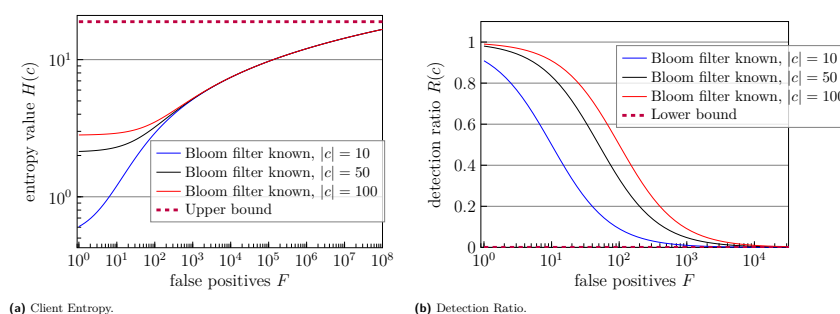 10¹
10⁰
entropy value H(c)
Bloom filter known, |c| = 10
Bloom filter known, |c| = 50
Bloom filter known, |c| = 100
Upper bound
10⁰ 10¹ 10² 10³ 10⁴ 10⁵ 10⁶ 10⁷ 10⁸
false positives F
(a) Client Entropy.
1
0.8
0.6
0.4
0.2
0
detection ratio R(c)
Bloom filter known, |c| = 10
Bloom filter known, |c| = 50
Bloom filter known, |c| = 100
Lower bound
10⁰ 10¹ 10² 10³ 10⁴
false positives F
(b) Detection Ratio.